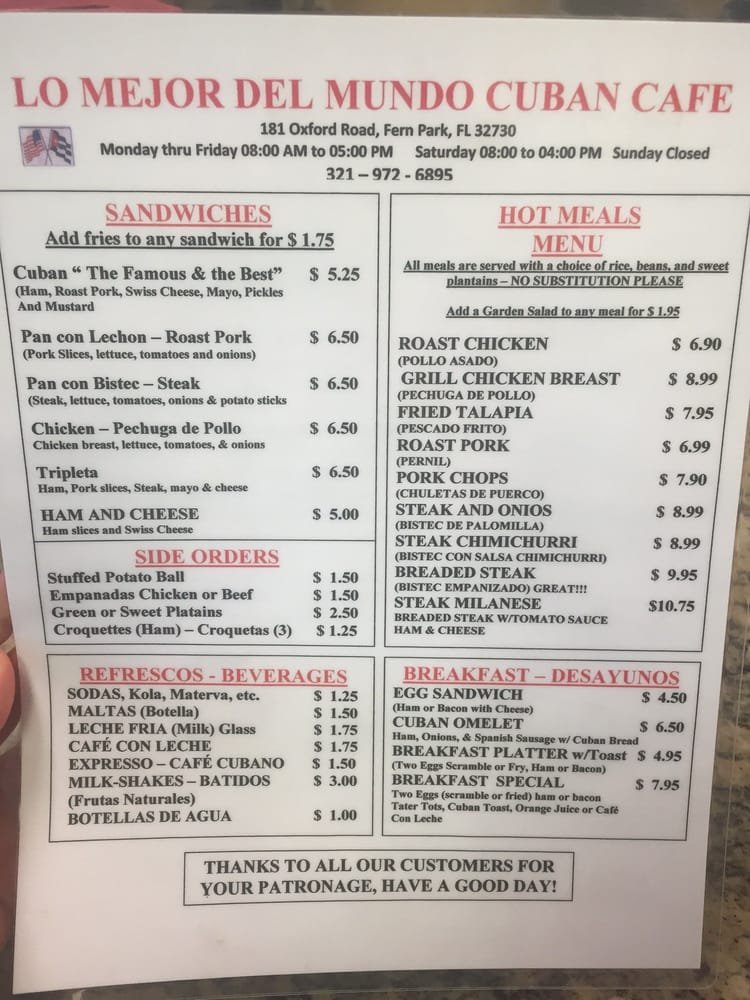 LO MEJOR DEL MUNDO CUBAN CAFE
181 Oxford Road, Fern Park, FL 32730
Monday thru Friday 08:00 AM to 05:00 PM Saturday 08:00 to 04:00 PM Sunday Closed
321 – 972 - 6895
SANDWICHES
Add fries to any sandwich for $ 1.75
Cuban “ The Famous & the Best” $ 5.25
(Ham, Roast Pork, Swiss Cheese, Mayo, Pickles
And Mustard
Pan con Lechon – Roast Pork $ 6.50
(Pork Slices, lettuce, tomatoes and onions)
Pan con Bistec – Steak $ 6.50
(Steak, lettuce, tomatoes, onions & potato sticks
Chicken – Pechuga de Pollo $ 6.50
Chicken breast, lettuce, tomatoes, & onions
Tripleta $ 6.50
Ham, Pork slices, Steak, mayo & cheese
HAM AND CHEESE $ 5.00
Ham slices and Swiss Cheese
SIDE ORDERS
Stuffed Potato Ball $ 1.50
Empanadas Chicken or Beef $ 1.50
Green or Sweet Platains $ 2.50
Croquettes (Ham) – Croquetas (3) $ 1.25
REFRESCOS - BEVERAGES
SODAS, Kola, Materva, etc. $ 1.25
MALTAS (Botella) $ 1.50
LECHE FRIA (Milk) Glass $ 1.75
CAFÉ CON LECHE $ 1.75
EXPRESSO – CAFÉ CUBANO $ 1.50
MILK-SHAKES – BATIDOS $ 3.00
(Frutas Naturales)
BOTELLAS DE AGUA $ 1.00
HOT MEALS
MENU
All meals are served with a choice of rice, beans, and sweet
plantains – NO SUBSTITUTION PLEASE
Add a Garden Salad to any meal for $ 1.95
ROAST CHICKEN $ 6.90
(POLLO ASADO)
GRILL CHICKEN BREAST $ 8.99
(PECHUGA DE POLLO)
FRIED TALAPIA $ 7.95
(PESCADO FRITO)
ROAST PORK $ 6.99
(PERNIL)
PORK CHOPS $ 7.90
(CHULETAS DE PUERCO)
STEAK AND ONIOS $ 8.99
(BISTEC DE PALOMILLA)
STEAK CHIMICHURRI $ 8.99
(BISTEC CON SALSA CHIMICHURRI)
BREADED STEAK $ 9.95
(BISTEC EMPANIZADO) GREAT!!!
STEAK MILANESE $10.75
BREADED STEAK W/TOMATO SAUCE
HAM & CHEESE
BREAKFAST – DESAYUNOS
EGG SANDWICH $ 4.50
(Ham or Bacon with Cheese)
CUBAN OMELET $ 6.50
Ham, Onions, & Spanish Sausage w/ Cuban Bread
BREAKFAST PLATTER w/Toast $ 4.95
(Two Eggs Scramble or Fry, Ham or Bacon)
BREAKFAST SPECIAL $ 7.95
Two Eggs (scramble or fried) ham or bacon
Tater Tots, Cuban Toast, Orange Juice or Café
Con Leche
THANKS TO ALL OUR CUSTOMERS FOR
YOUR PATRONAGE, HAVE A GOOD DAY!